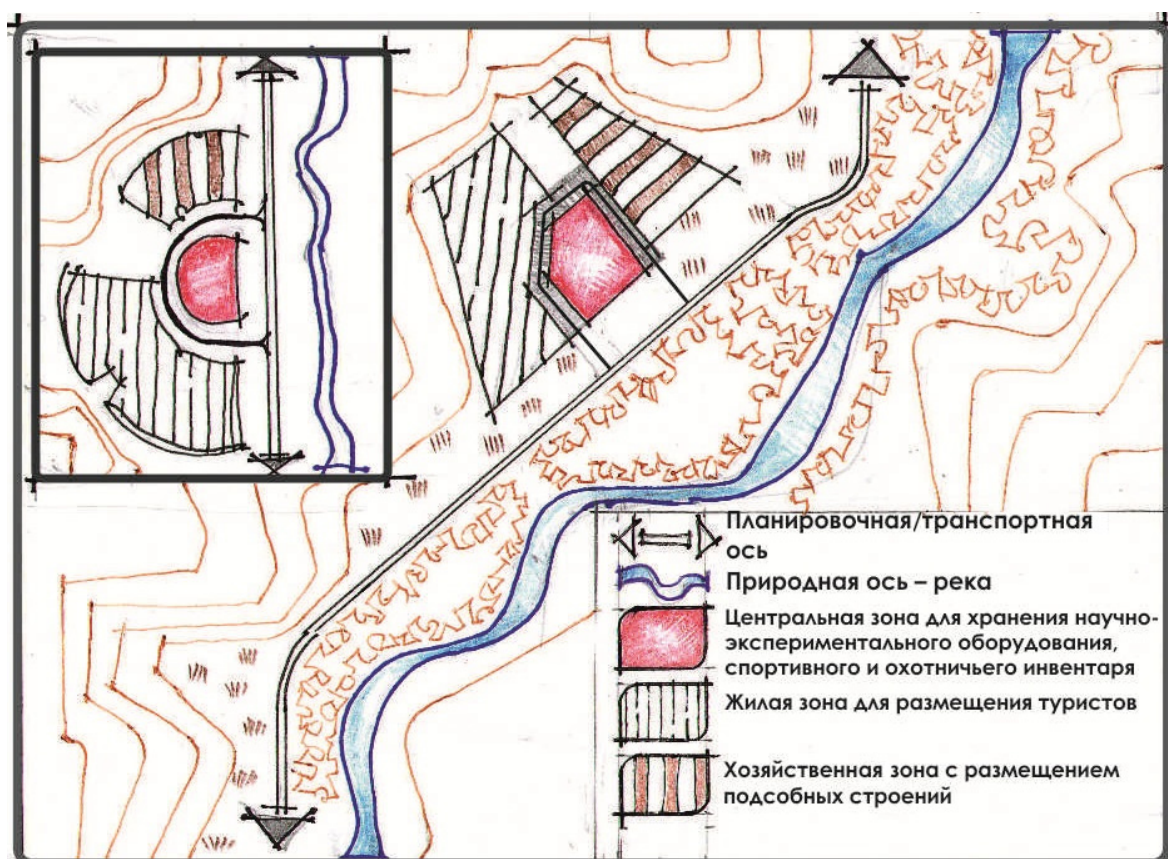 Планировочная/транспортная
ось
Природная ось – река
Центральная зона для хранения научно-
экспериментального оборудования,
спортивного и охотничьего инвентаря
Жилая зона для размещения туристов
Хозяйственная зона с размещением
подсобных строений